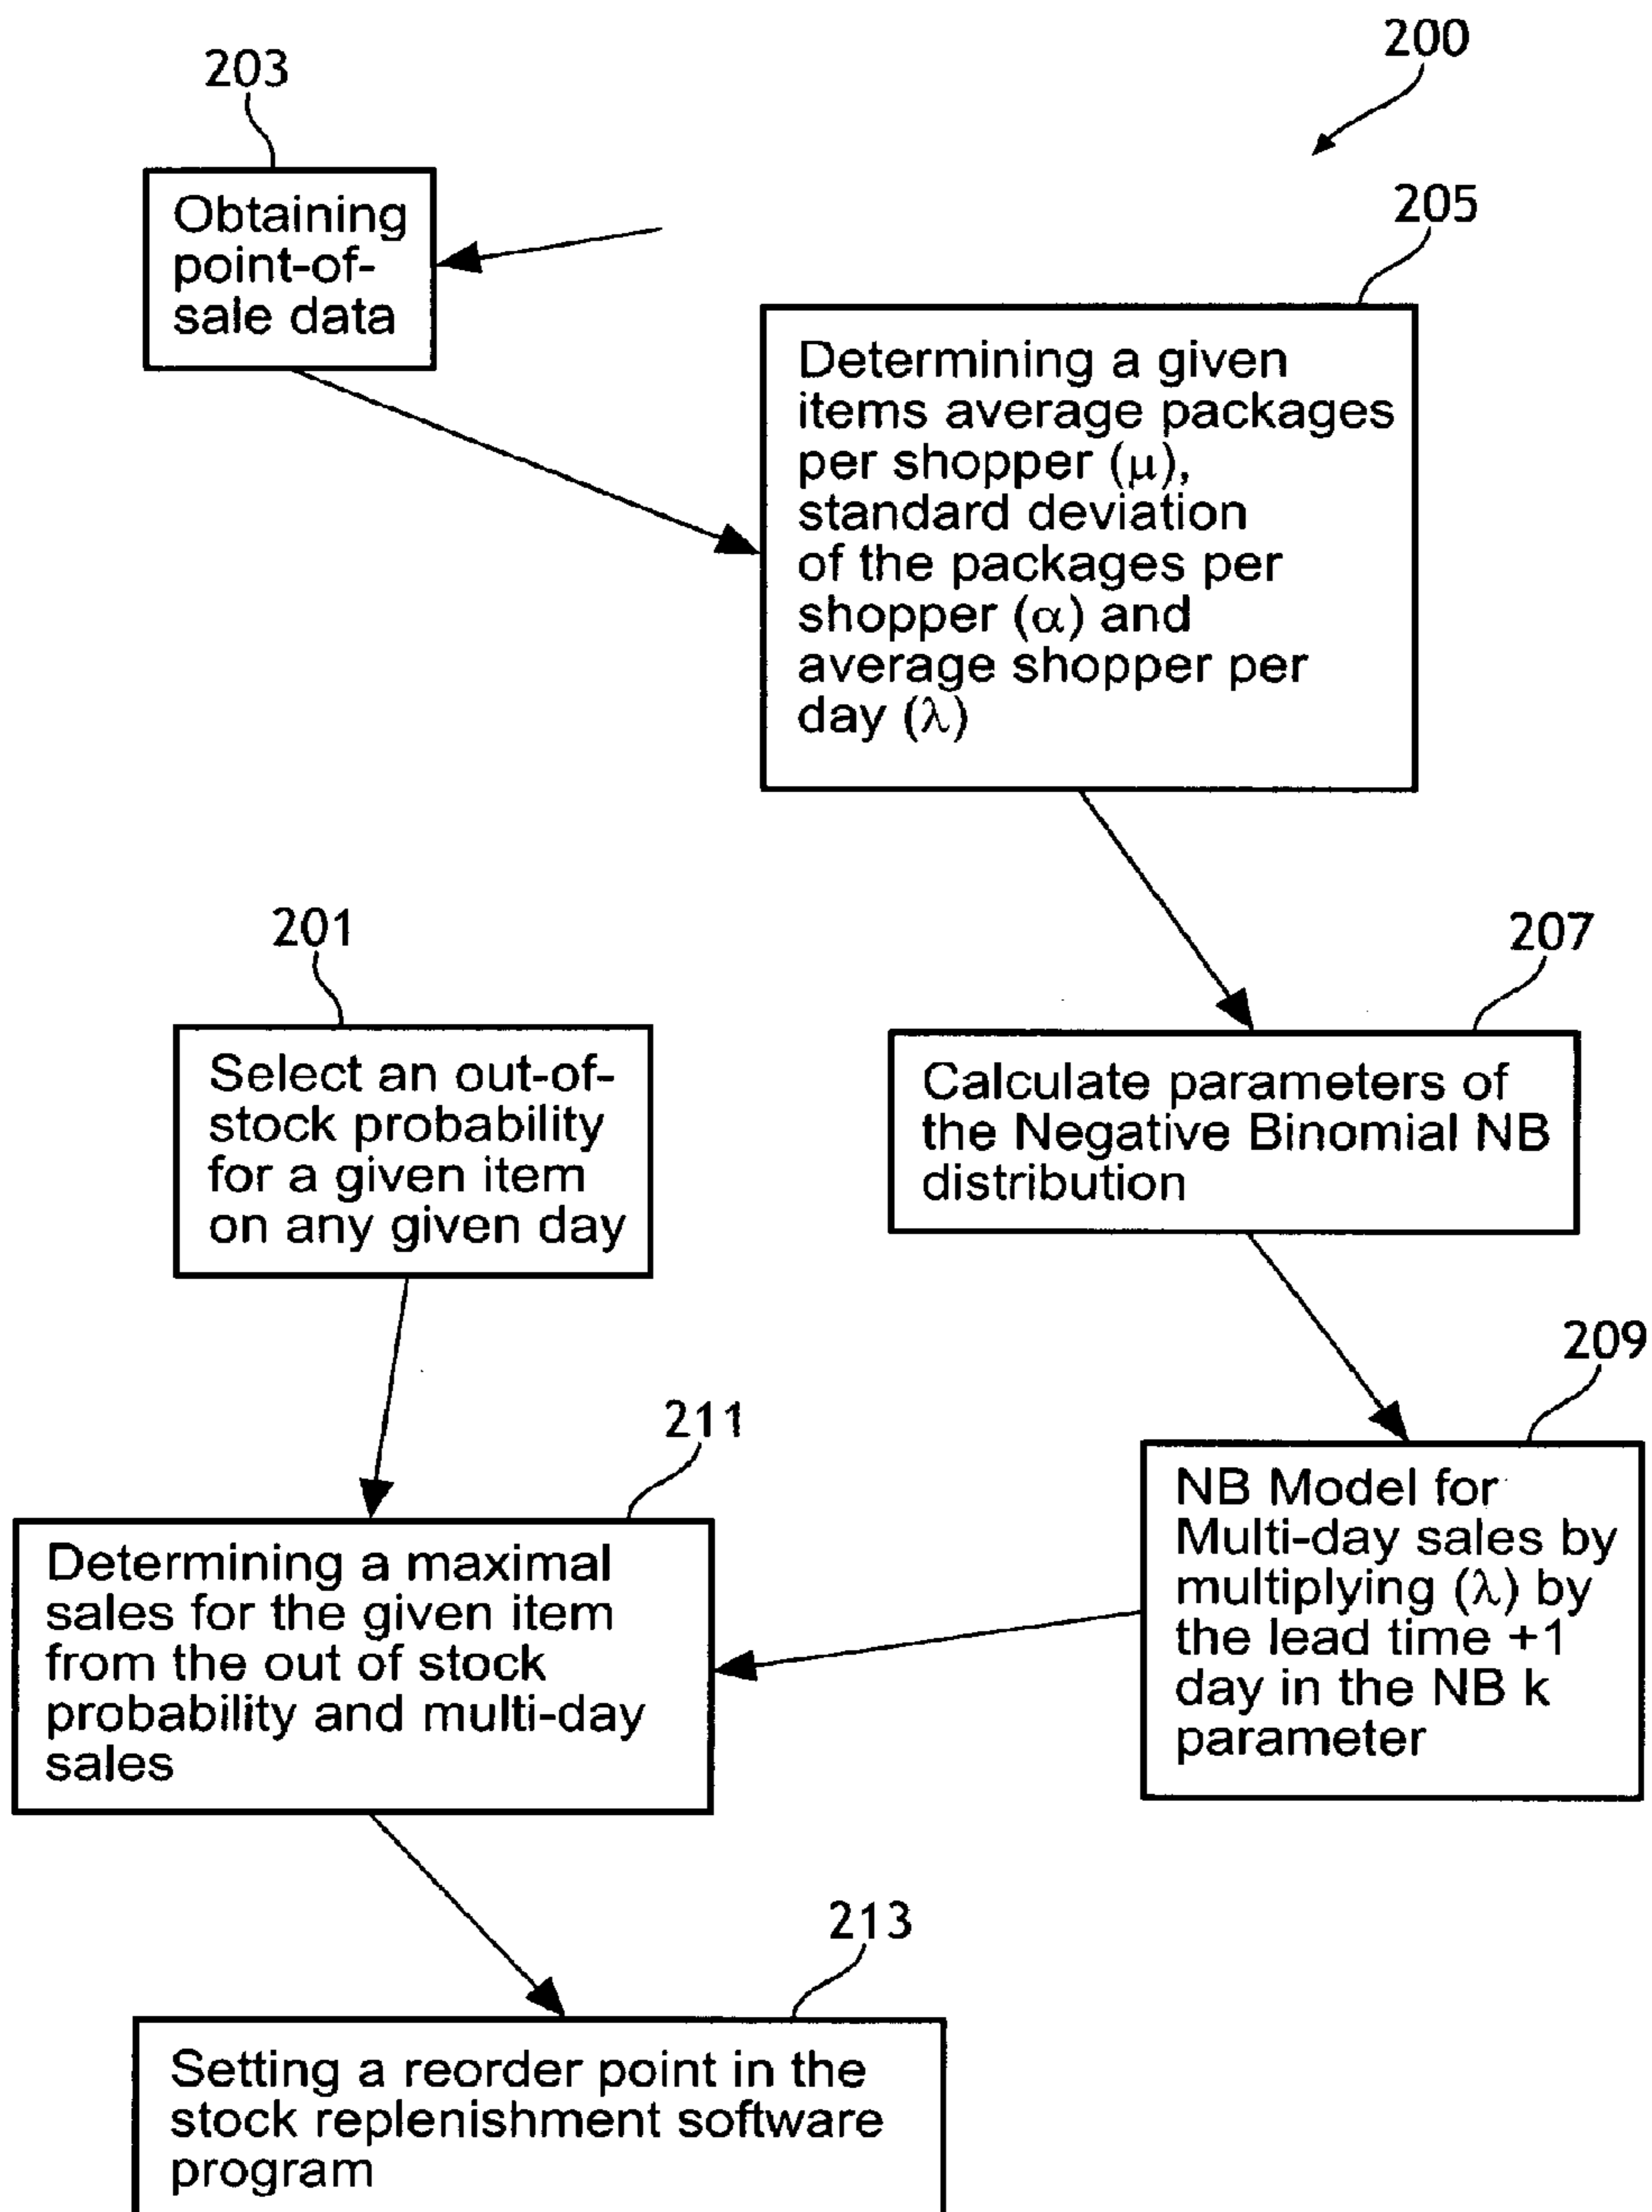 200
203
Obtaining
point-of-
sale data
205
Determining a given
items average packages
per shopper (μ),
standard deviation
of the packages per
shopper (α) and
average shopper per
day (λ)
201
Select an out-of-
stock probability
for a given item
on any given day
207
Calculate parameters of
the Negative Binomial NB
distribution
209
NB Model for
Multi-day sales by
multiplying (λ) by
the lead time +1
day in the NB k
parameter
211
Determining a maximal
sales for the given item
from the out of stock
probability and multi-day
sales
213
Setting a reorder point in the
stock replenishment software
program